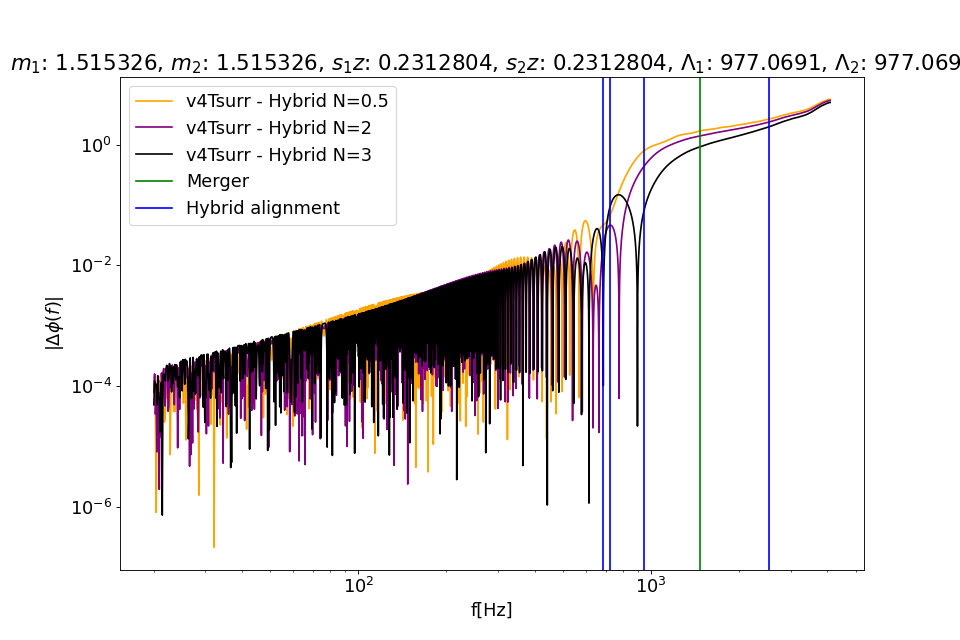 m₁: 1.515326, m₂: 1.515326, s₁z: 0.2312804, s₂z: 0.2312804, Λ₁: 977.0691, Λ₂: 977.069
v4Tsurr - Hybrid N=0.5
v4Tsurr - Hybrid N=2
v4Tsurr - Hybrid N=3
Merger
Hybrid alignment
|Δϕ(f)|
10⁰
10⁻²
10⁻⁴
10⁻⁶
10² 10³
f[Hz]